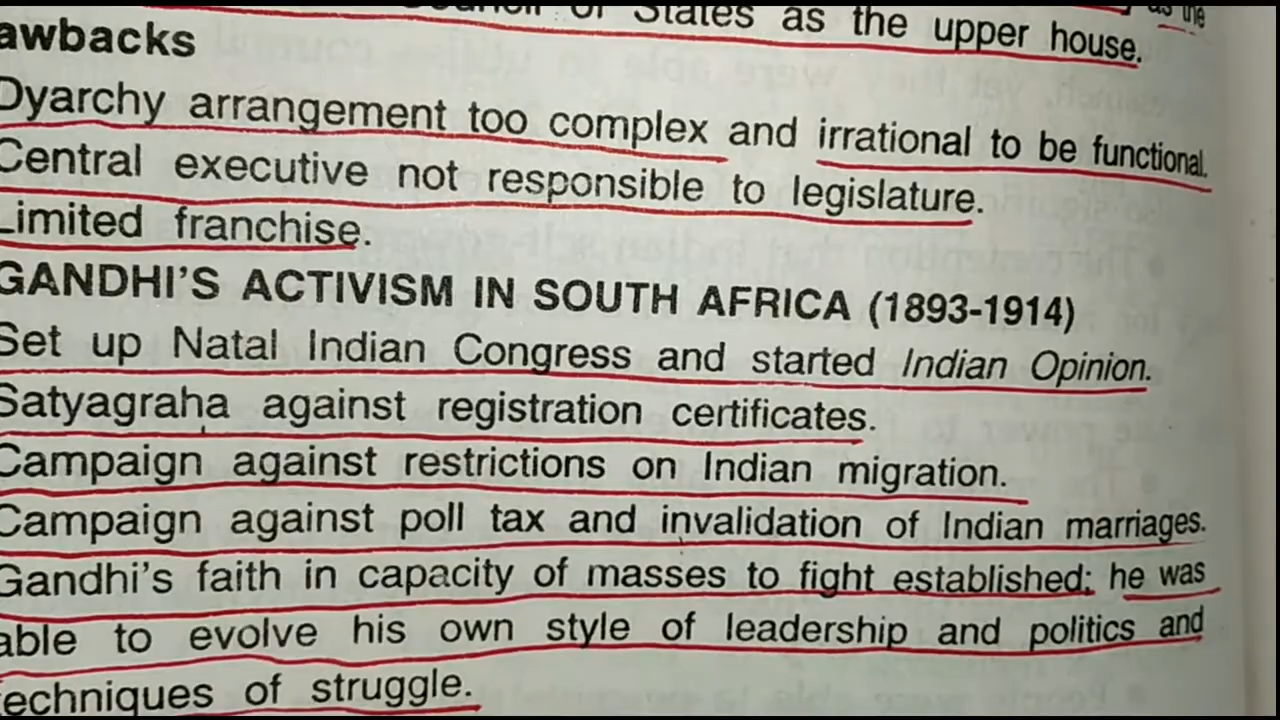 Council of States as the upper house.
as the
awbacks
Dyarchy arrangement too complex and irrational to be functional.
Central executive not responsible to legislature.
Limited franchise.
GANDHI'S ACTIVISM IN SOUTH AFRICA (1893-1914)
Set up Natal Indian Congress and started Indian Opinion.
Satyagraha against registration certificates.
Campaign against restrictions on Indian migration.
Campaign against poll tax and invalidation of Indian marriages.
Gandhi's faith in capacity of masses to fight established; he was
able to evolve his own style of leadership and politics and
echniques of struggle.